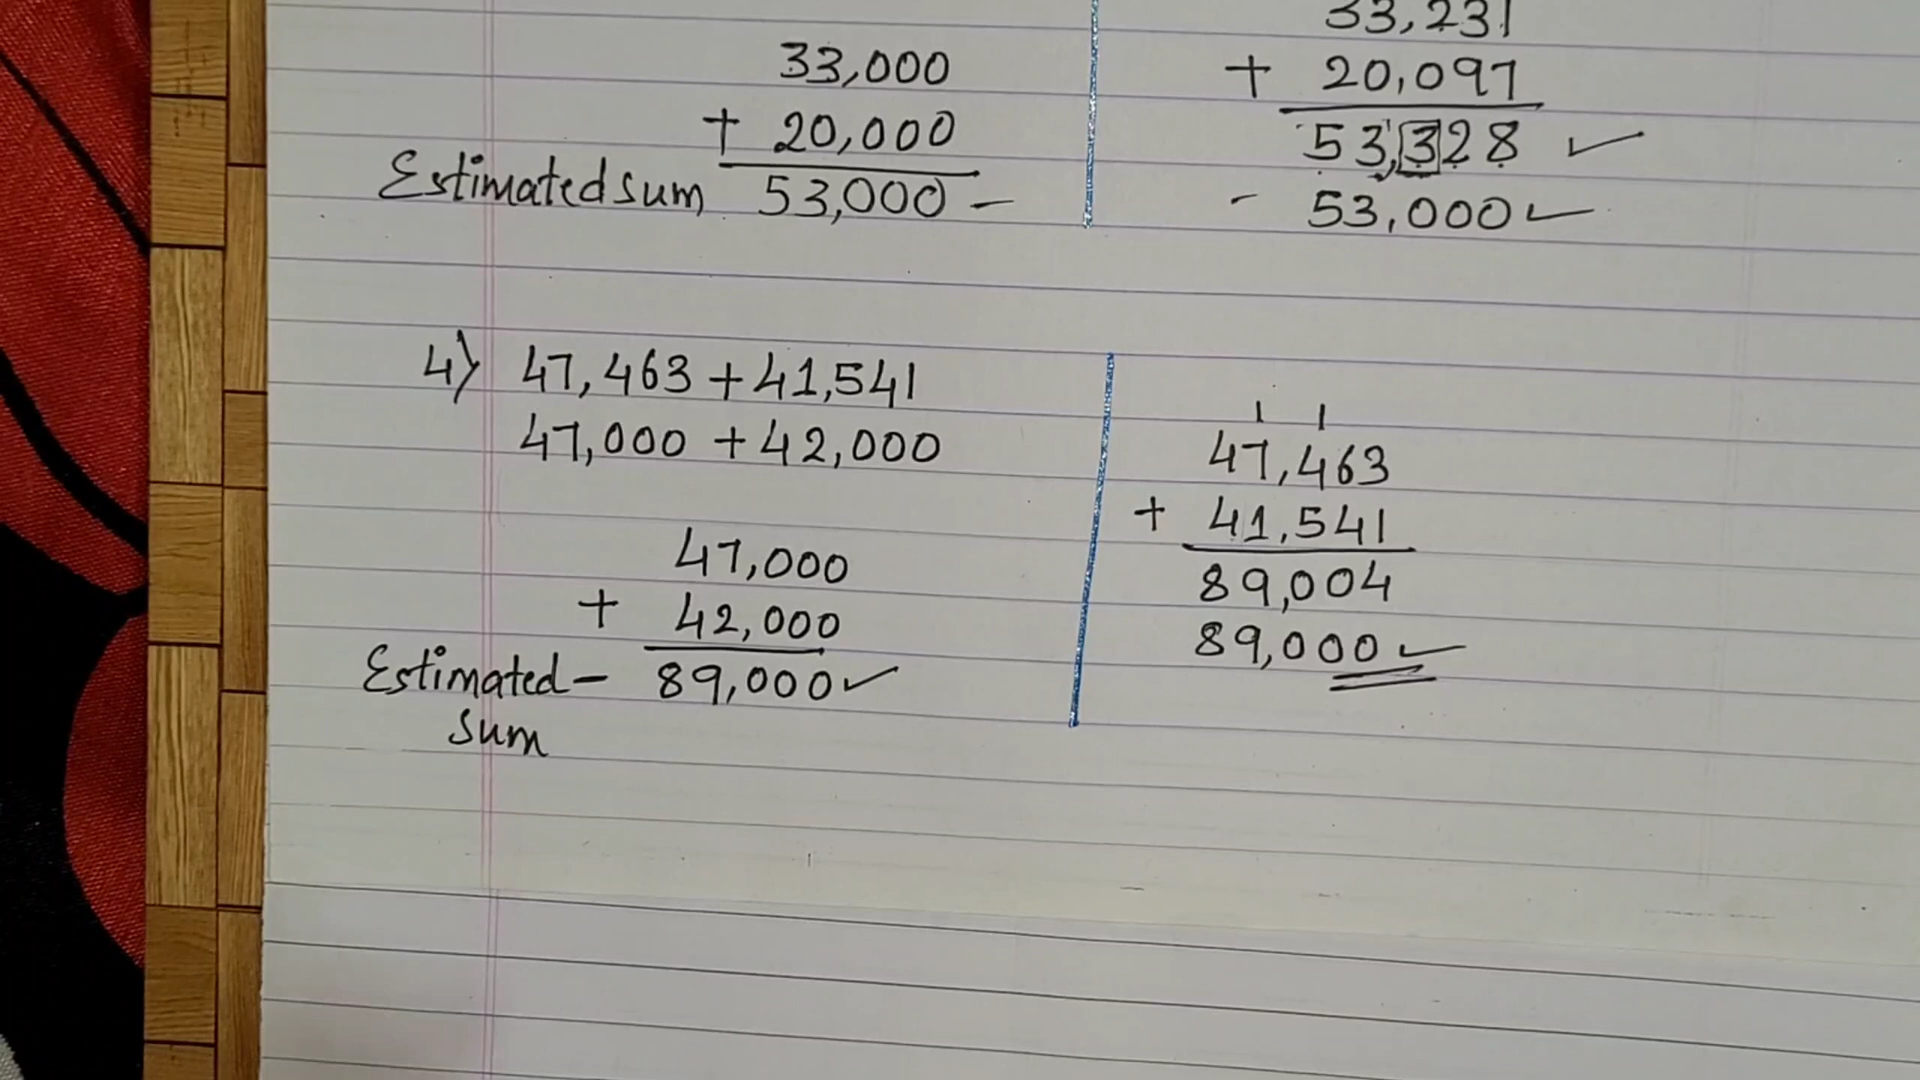 33,000
+ 20,000
Estimated sum 53,000 -
33,231
+ 20,097
53,328 ✓
- 53,000 ✓
4) 47,463 + 41,541
47,000 + 42,000
47,000
+ 42,000
Estimated - 89,000 ✓
sum
1 1
47,463
+ 41,541
89,004
89,000 ✓